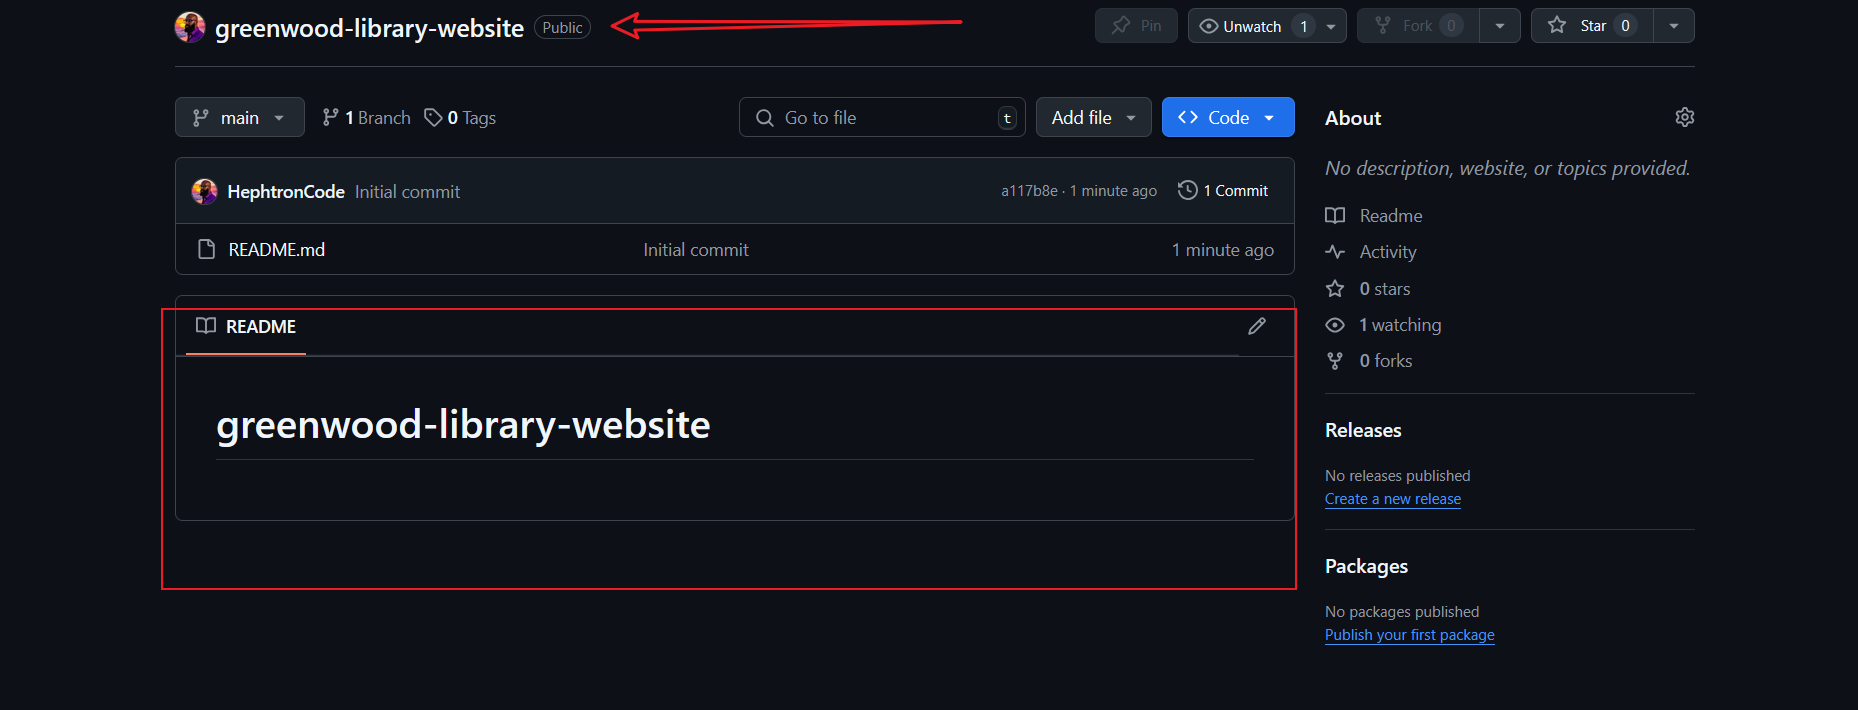 greenwood-library-website Public
Pin Unwatch 1 Fork 0 Star 0
main 1 Branch 0 Tags Go to file t Add file Code
HephtronCode Initial commit a117b8e · 1 minute ago 1 Commit
README.md Initial commit 1 minute ago
README
greenwood-library-website
About
No description, website, or topics provided.
Readme
Activity
0 stars
1 watching
0 forks
Releases
No releases published
Create a new release
Packages
No packages published
Publish your first package